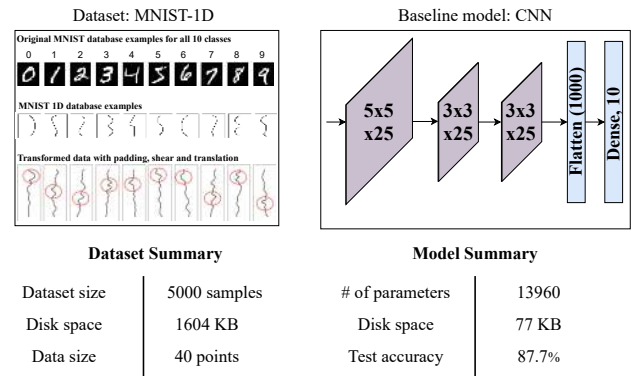 Dataset: MNIST-1D
Original MNIST database examples for all 10 classes
0 1 2 3 4 5 6 7 8 9
MNIST 1D database examples
Transformed data with padding, shear and translation
Dataset Summary
Dataset size 5000 samples
Disk space 1604 KB
Data size 40 points
Baseline model: CNN
5x5
x25
3x3
x25
3x3
x25
Flatten (1000)
Dense, 10
Model Summary
# of parameters 13960
Disk space 77 KB
Test accuracy 87.7%